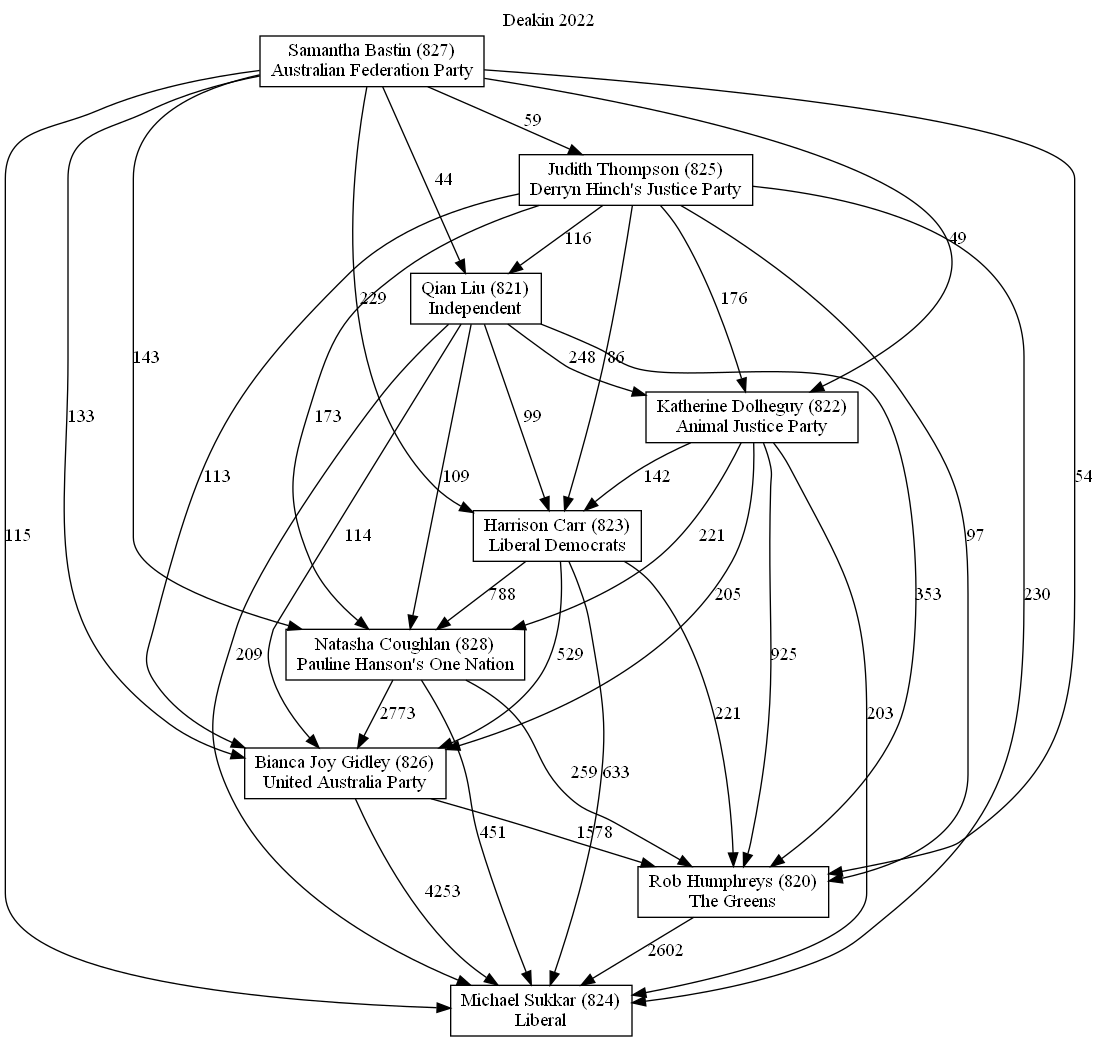 Deakin 2022
Samantha Bastin (827)
Australian Federation Party
59
Judith Thompson (825)
Derryn Hinch's Justice Party
44
116
49
Qian Liu (821)
Independent
229
176
143
248
86
133
173
99
Katherine Dolheguy (822)
Animal Justice Party
113
109
142
54
115
114
Harrison Carr (823)
Liberal Democrats
221
97
788
205
353
230
209
Natasha Coughlan (828)
Pauline Hanson's One Nation
529
925
2773
221
203
Bianca Joy Gidley (826)
United Australia Party
259
633
451
1578
4253
Rob Humphreys (820)
The Greens
2602
Michael Sukkar (824)
Liberal